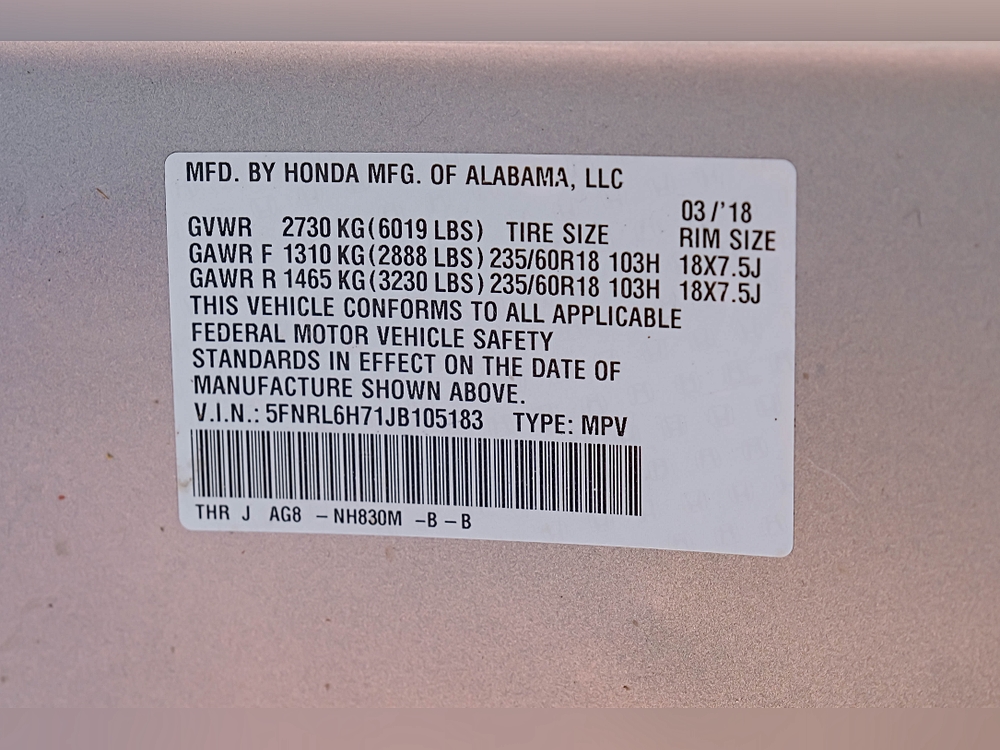 MFD. BY HONDA MFG. OF ALABAMA, LLC
03/'18
GVWR 2730 KG(6019 LBS) TIRE SIZE RIM SIZE
GAWR F 1310 KG(2888 LBS) 235/60R18 103H 18X7.5J
GAWR R 1465 KG(3230 LBS) 235/60R18 103H 18X7.5J
THIS VEHICLE CONFORMS TO ALL APPLICABLE
FEDERAL MOTOR VEHICLE SAFETY
STANDARDS IN EFFECT ON THE DATE OF
MANUFACTURE SHOWN ABOVE.
V.I.N.: 5FNRL6H71JB105183 TYPE: MPV
THR J AG8 – NH830M – B – B